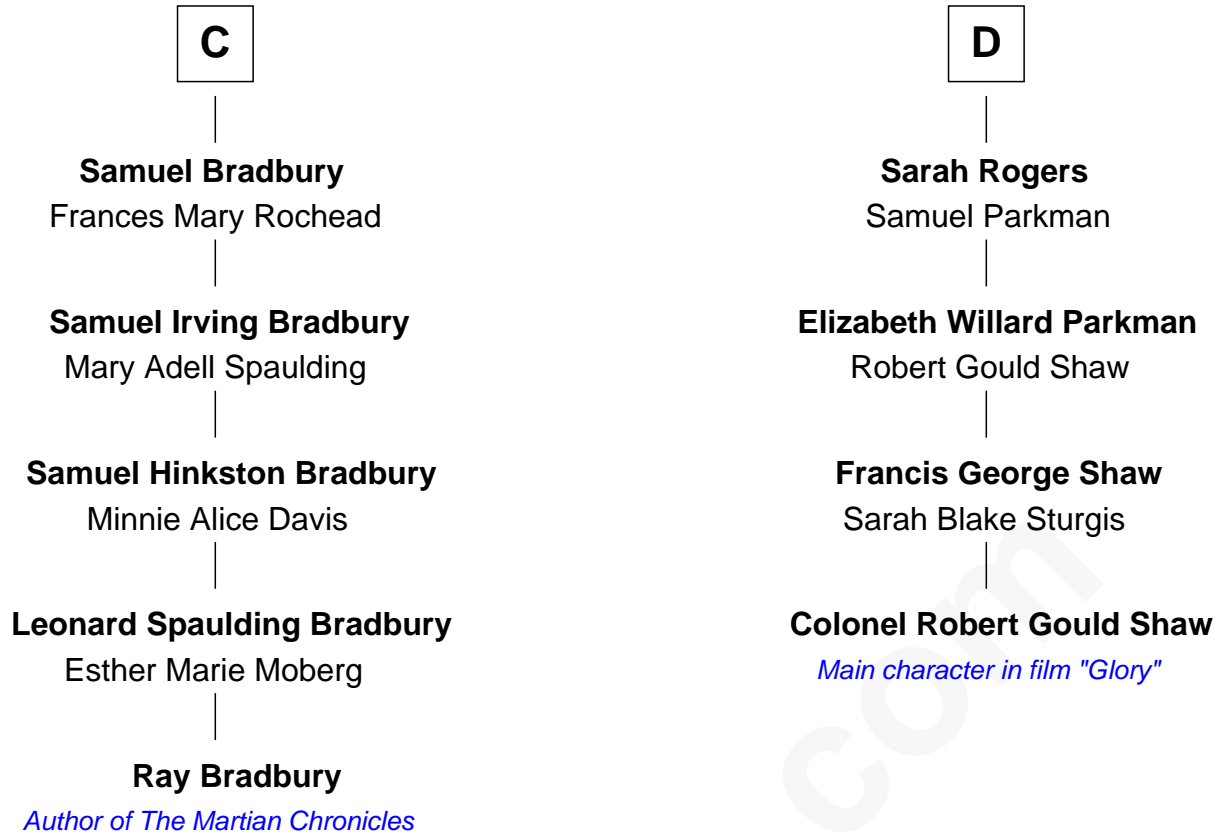 C
Samuel Bradbury
Frances Mary Rochead
Samuel Irving Bradbury
Mary Adell Spaulding
Samuel Hinkston Bradbury
Minnie Alice Davis
Leonard Spaulding Bradbury
Esther Marie Moberg
Ray Bradbury
Author of The Martian Chronicles
D
Sarah Rogers
Samuel Parkman
Elizabeth Willard Parkman
Robert Gould Shaw
Francis George Shaw
Sarah Blake Sturgis
Colonel Robert Gould Shaw
Main character in film "Glory"
com